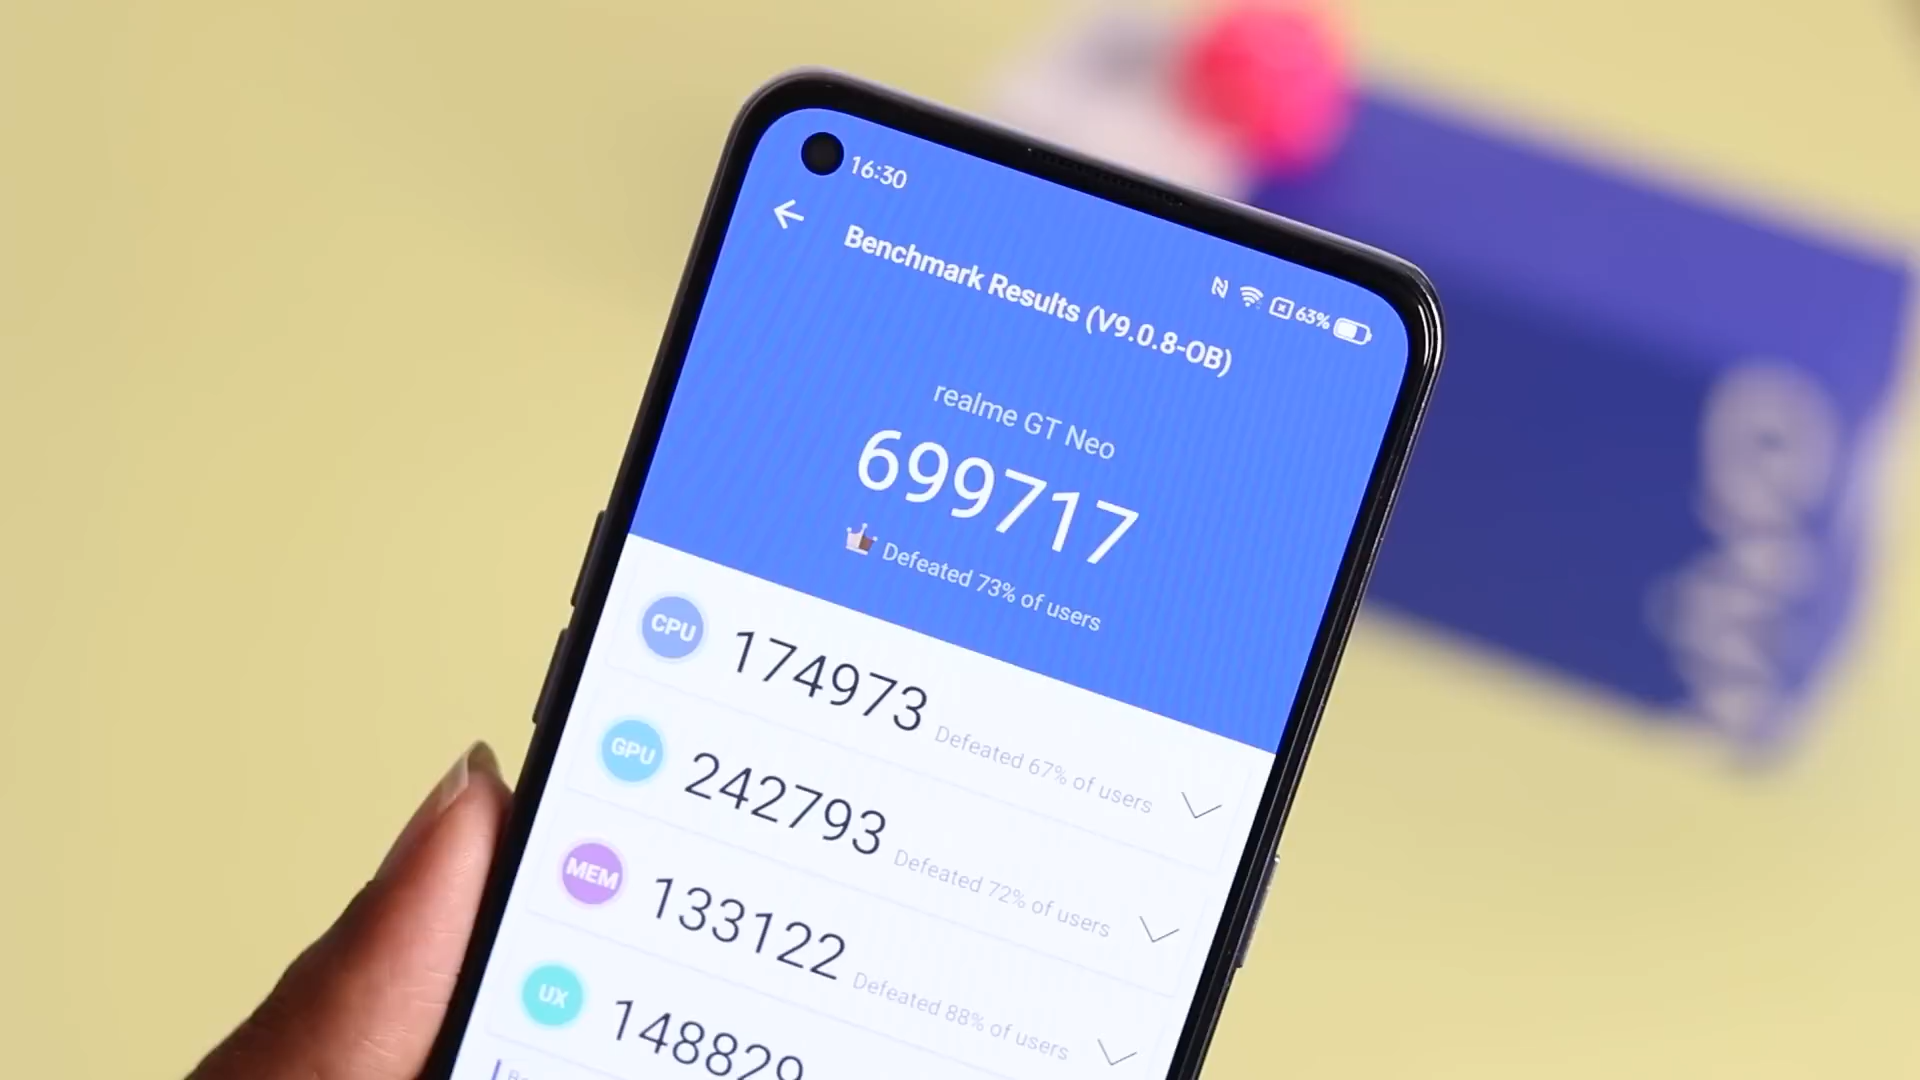 16:30
63%
Benchmark Results (V9.0.8-OB)
realme GT Neo
699717
Defeated 73% of users
CPU 174973 Defeated 67% of users
GPU 242793 Defeated 72% of users
MEM 133122 Defeated 88% of users
UX 148829